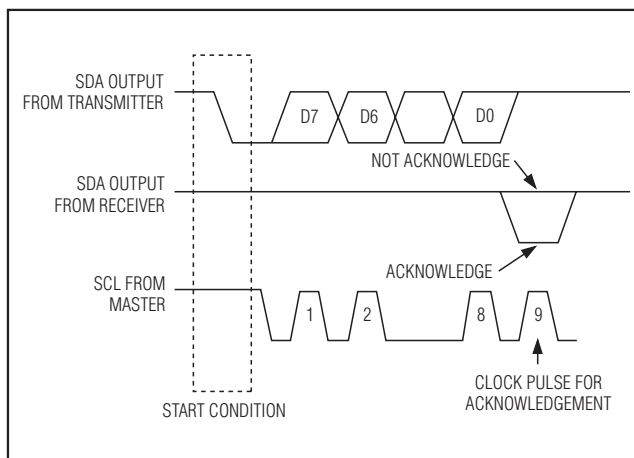 SDA OUTPUT
FROM TRANSMITTER
D7
D6
D0
NOT ACKNOWLEDGE
SDA OUTPUT
FROM RECEIVER
ACKNOWLEDGE
SCL FROM
MASTER
1
2
8
9
START CONDITION
CLOCK PULSE FOR
ACKNOWLEDGEMENT